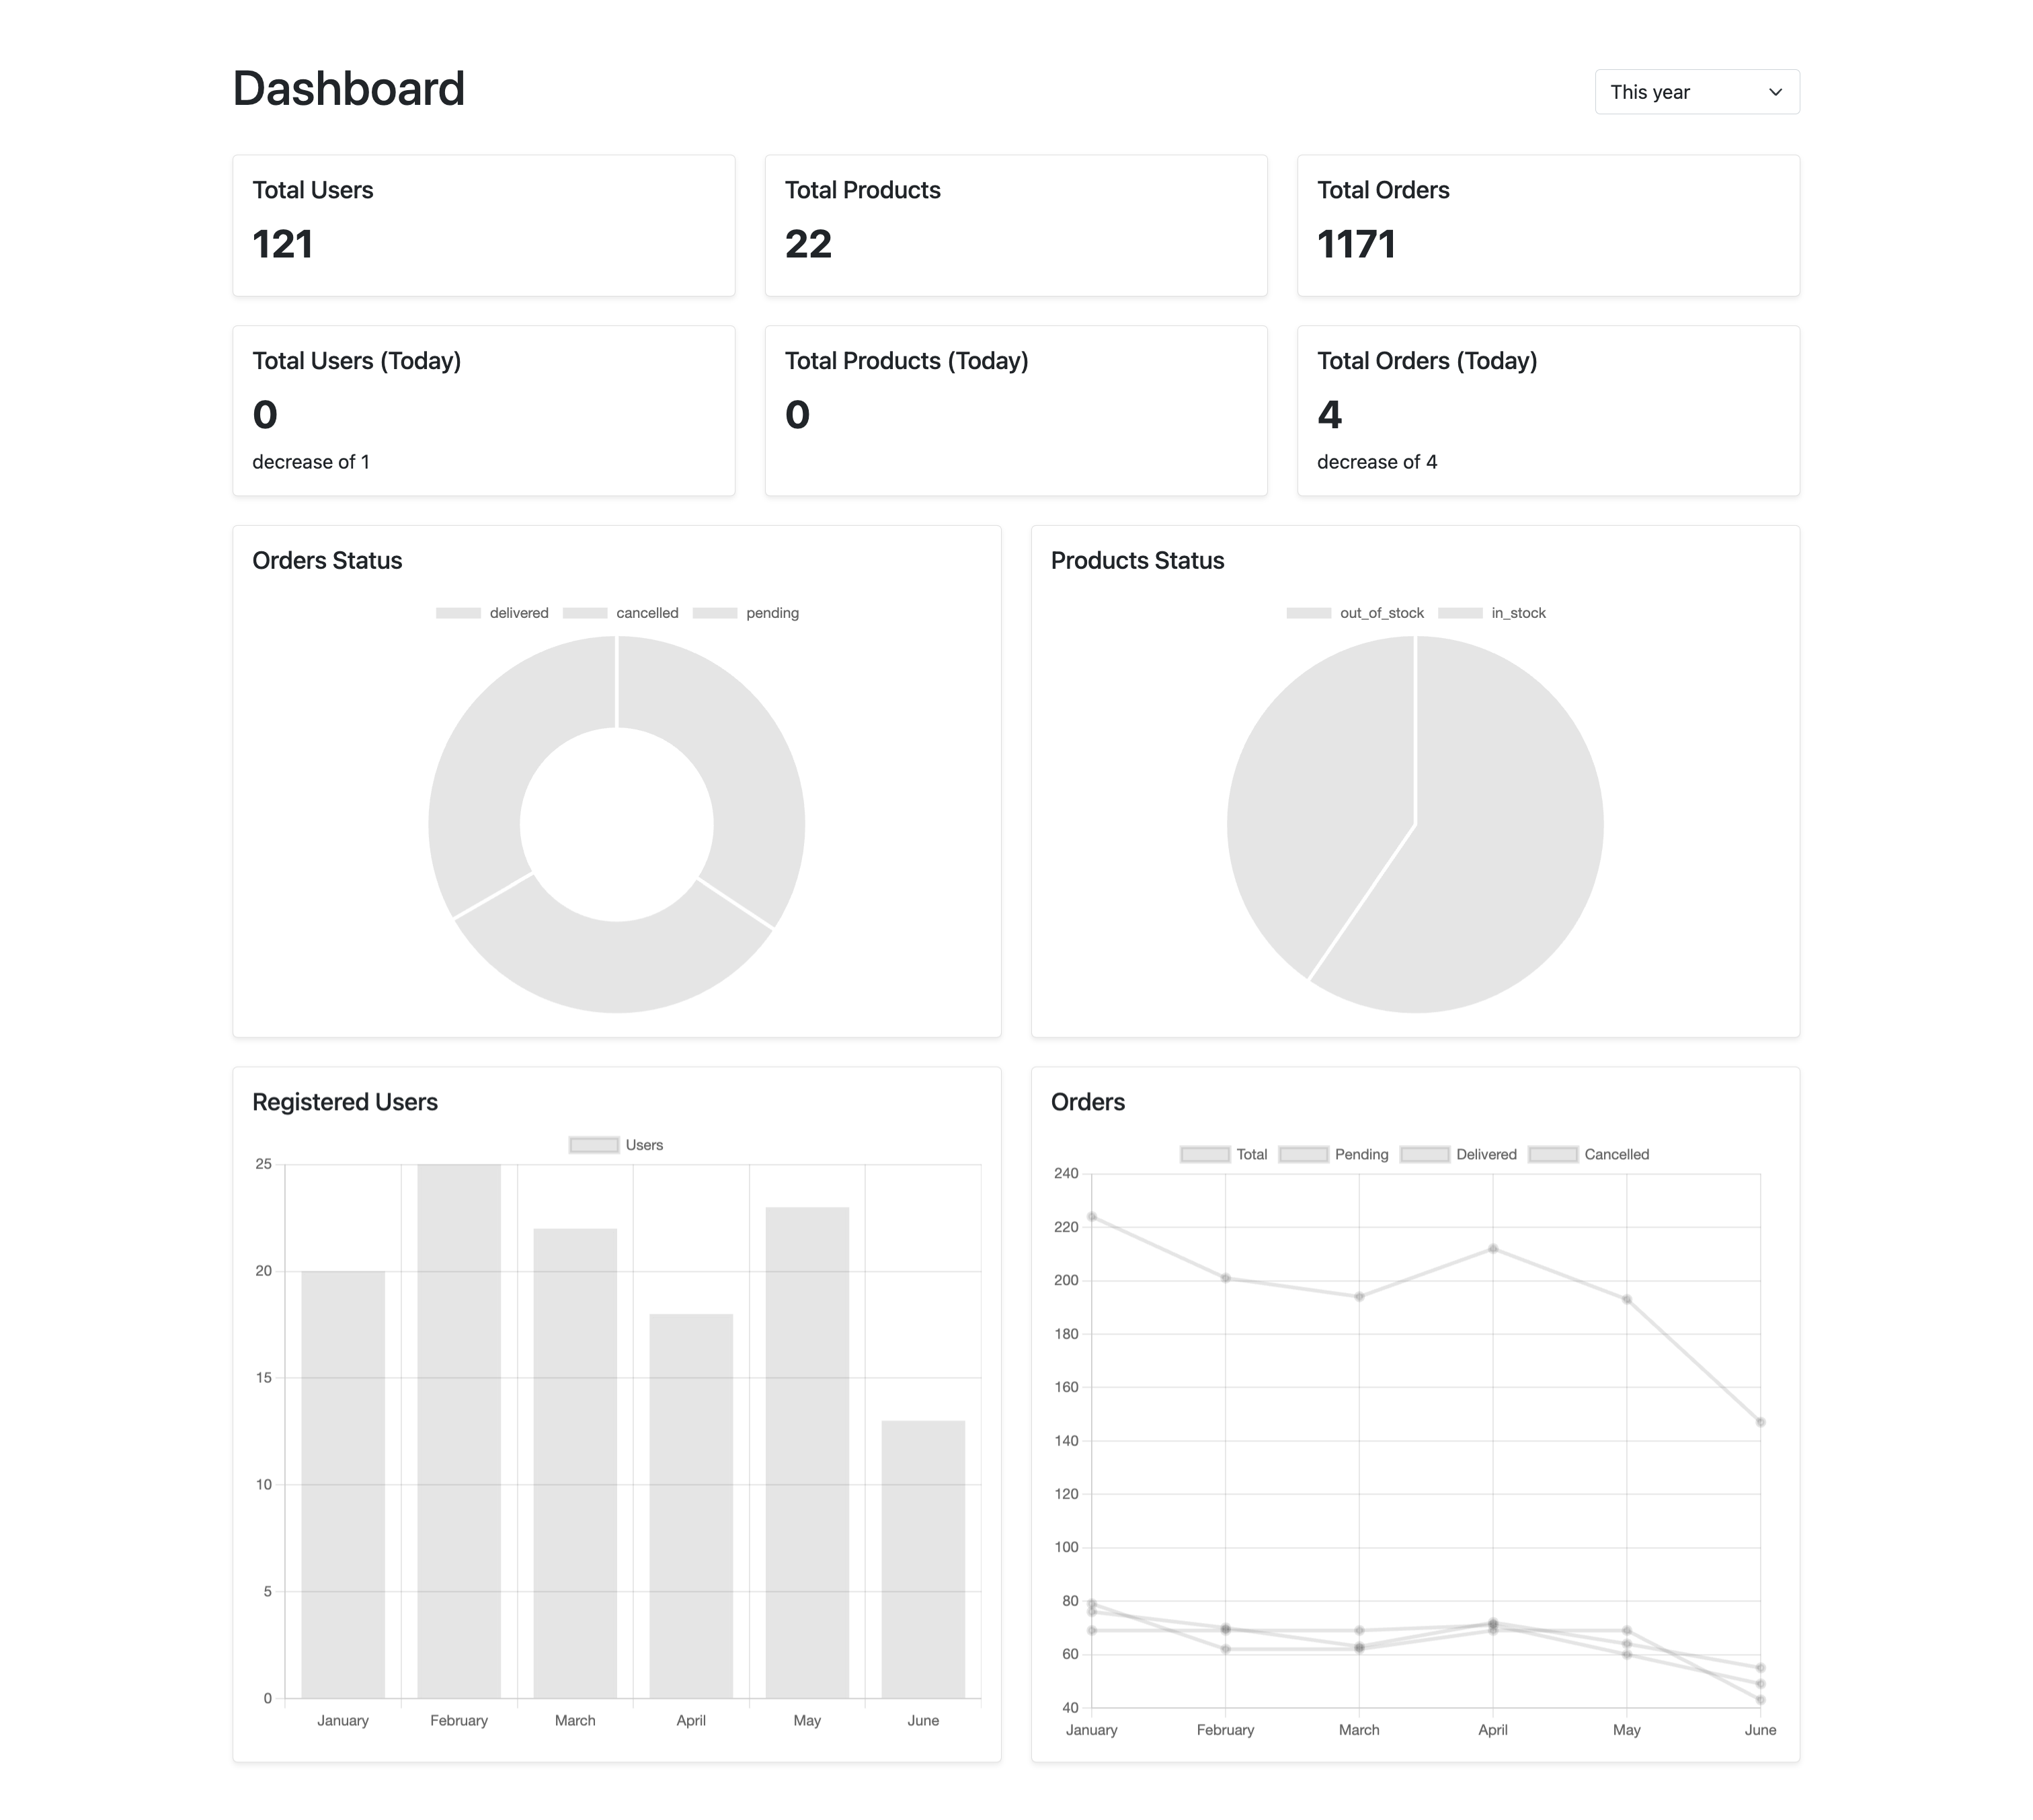 Dashboard
This year
Total Users
121
Total Products
22
Total Orders
1171
Total Users (Today)
0
decrease of 1
Total Products (Today)
0
Total Orders (Today)
4
decrease of 4
Orders Status
delivered cancelled pending
Products Status
out_of_stock in_stock
Registered Users
Users
25
20
15
10
5
0
January February March April May June
Orders
Total Pending Delivered Cancelled
240
220
200
180
160
140
120
100
80
60
40
January February March April May June